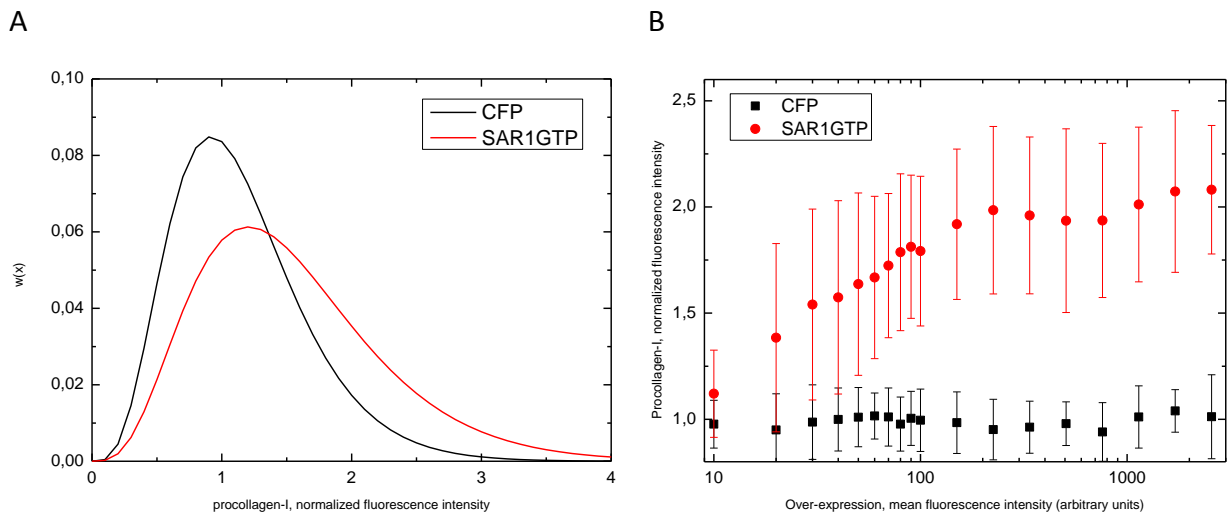 A
w(x)
0,10
0,08
0,06
0,04
0,02
0,00
CFP
SAR1GTP
0
1
2
3
4
procollagen-I, normalized fluorescence intensity
B
Procollagen-I, normalized fluorescence intensity
2,5
2,0
1,5
1,0
CFP
SAR1GTP
10
100
1000
Over-expression, mean fluorescence intensity (arbitrary units)